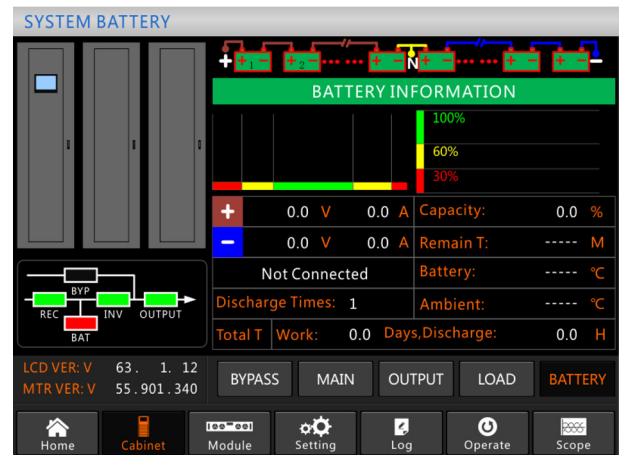 SYSTEM BATTERY
+ + 1 - + 2 - + - N + - + - + - -
BATTERY INFORMATION
100%
60%
30%
+ 0.0 V 0.0 A Capacity: 0.0 %
- 0.0 V 0.0 A Remain T: ----- M
Not Connected Battery: ----- °C
Discharge Times: 1 Ambient: ----- °C
Total T Work: 0.0 Days,Discharge: 0.0 H
BYP
REC INV OUTPUT
BAT
LCD VER: V 63. 1. 12
MTR VER: V 55.901.340
BYPASS MAIN OUTPUT LOAD BATTERY
Home Cabinet Module Setting Log Operate Scope